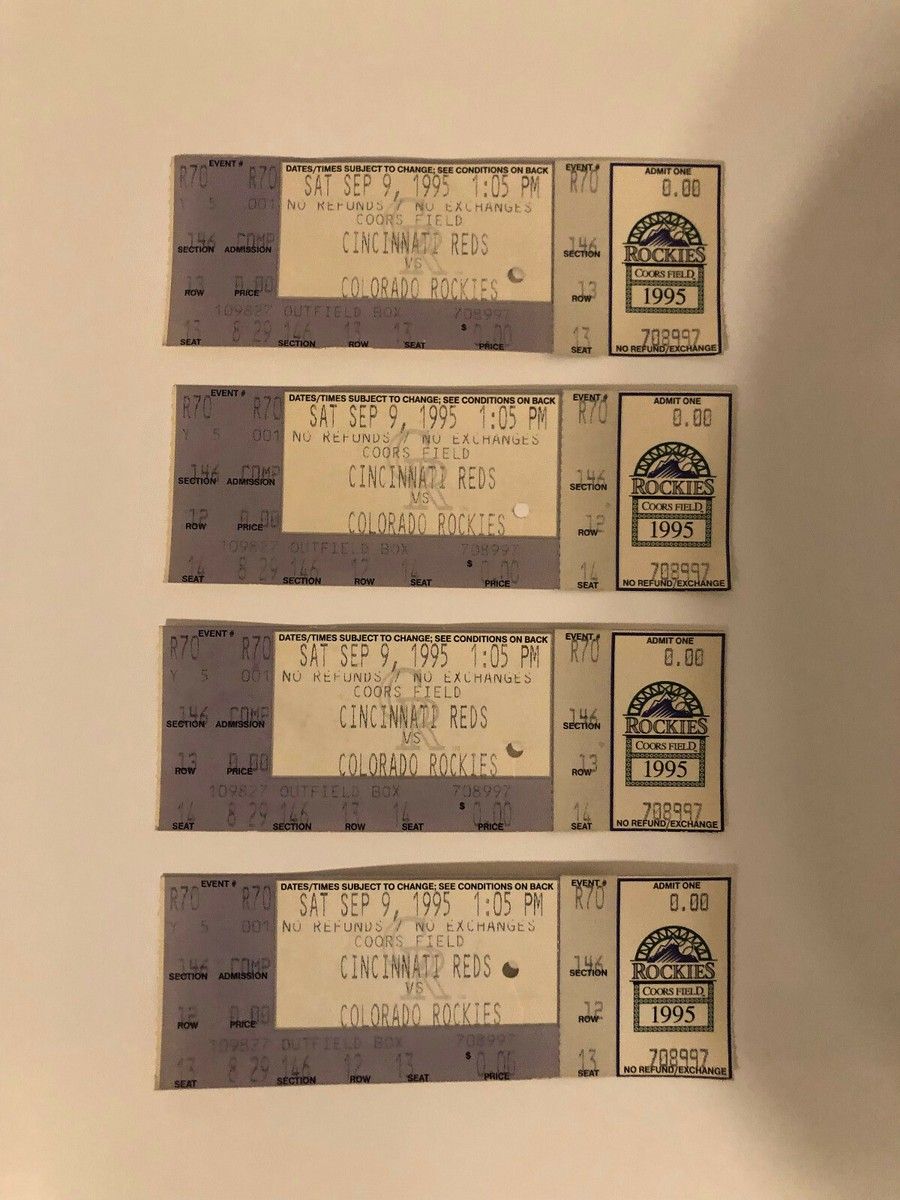 EVENT # DATES/TIMES SUBJECT TO CHANGE; SEE CONDITIONS ON BACK EVENT # ADMIT ONE
R70 R70 SAT SEP 9, 1995 1:05 PM R70 0.00
Y 5 001 NO REFUNDS / NO EXCHANGES
COORS FIELD
146 COMP CINCINNATI REDS 146
SECTION ADMISSION VS SECTION ROCKIES
COORS FIELD
13 0.00 COLORADO ROCKIES 13 1995
ROW PRICE ROW
109827 OUTFIELD BOX 708997
13 8 29 146 13 13 $ 0.00 13 708997
SEAT SECTION ROW SEAT PRICE SEAT NO REFUND/EXCHANGE
EVENT # DATES/TIMES SUBJECT TO CHANGE; SEE CONDITIONS ON BACK EVENT # ADMIT ONE
R70 R70 SAT SEP 9, 1995 1:05 PM R70 0.00
Y 5 001 NO REFUNDS / NO EXCHANGES
COORS FIELD
146 COMP CINCINNATI REDS 146
SECTION ADMISSION VS SECTION ROCKIES
COORS FIELD
12 0.00 COLORADO ROCKIES 12 1995
ROW PRICE ROW
109827 OUTFIELD BOX 708997
14 8 29 146 12 14 $ 0.00 14 708997
SEAT SECTION ROW SEAT PRICE SEAT NO REFUND/EXCHANGE
EVENT # DATES/TIMES SUBJECT TO CHANGE; SEE CONDITIONS ON BACK EVENT # ADMIT ONE
R70 R70 SAT SEP 9, 1995 1:05 PM R70 0.00
Y 5 001 NO REFUNDS / NO EXCHANGES
COORS FIELD
146 COMP CINCINNATI REDS 146
SECTION ADMISSION VS SECTION ROCKIES
COORS FIELD
13 0.00 COLORADO ROCKIES 13 1995
ROW PRICE ROW
109827 OUTFIELD BOX 708997
14 8 29 146 13 14 $ 0.00 14 708997
SEAT SECTION ROW SEAT PRICE SEAT NO REFUND/EXCHANGE
EVENT # DATES/TIMES SUBJECT TO CHANGE; SEE CONDITIONS ON BACK EVENT # ADMIT ONE
R70 R70 SAT SEP 9, 1995 1:05 PM R70 0.00
Y 5 001 NO REFUNDS / NO EXCHANGES
COORS FIELD
146 COMP CINCINNATI REDS 146
SECTION ADMISSION VS SECTION ROCKIES
COORS FIELD
12 0.00 COLORADO ROCKIES 12 1995
ROW PRICE ROW
109827 OUTFIELD BOX 708997
13 8 29 146 12 13 $ 0.00 13 708997
SEAT SECTION ROW SEAT PRICE SEAT NO REFUND/EXCHANGE